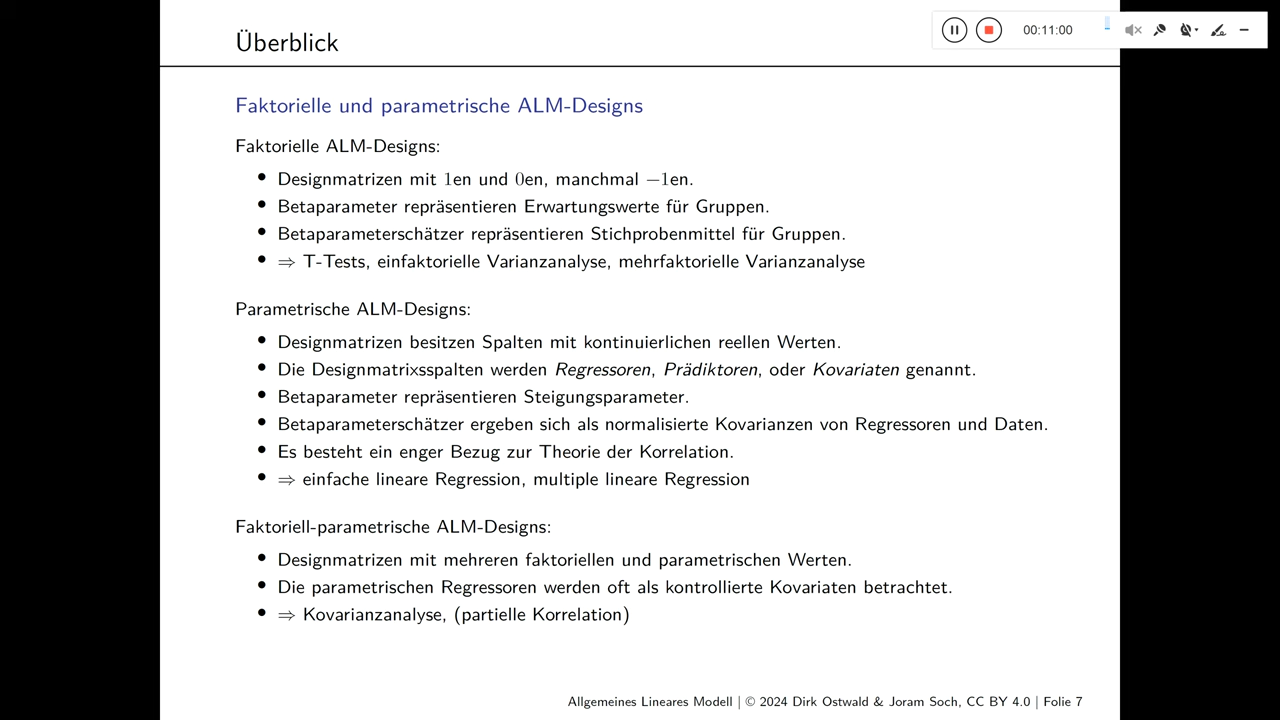 Überblick
00:11:00
Faktorielle und parametrische ALM-Designs
Faktorielle ALM-Designs:
• Designmatrizen mit 1en und 0en, manchmal −1en.
• Betaparameter repräsentieren Erwartungswerte für Gruppen.
• Betaparameterschätzer repräsentieren Stichprobenmittel für Gruppen.
• ⇒ T-Tests, einfaktorielle Varianzanalyse, mehrfaktorielle Varianzanalyse
Parametrische ALM-Designs:
• Designmatrizen besitzen Spalten mit kontinuierlichen reellen Werten.
• Die Designmatrixsspalten werden Regressoren, Prädiktoren, oder Kovariaten genannt.
• Betaparameter repräsentieren Steigungsparameter.
• Betaparameterschätzer ergeben sich als normalisierte Kovarianzen von Regressoren und Daten.
• Es besteht ein enger Bezug zur Theorie der Korrelation.
• ⇒ einfache lineare Regression, multiple lineare Regression
Faktoriell-parametrische ALM-Designs:
• Designmatrizen mit mehreren faktoriellen und parametrischen Werten.
• Die parametrischen Regressoren werden oft als kontrollierte Kovariaten betrachtet.
• ⇒ Kovarianzanalyse, (partielle Korrelation)
Allgemeines Lineares Modell | © 2024 Dirk Ostwald & Joram Soch, CC BY 4.0 | Folie 7